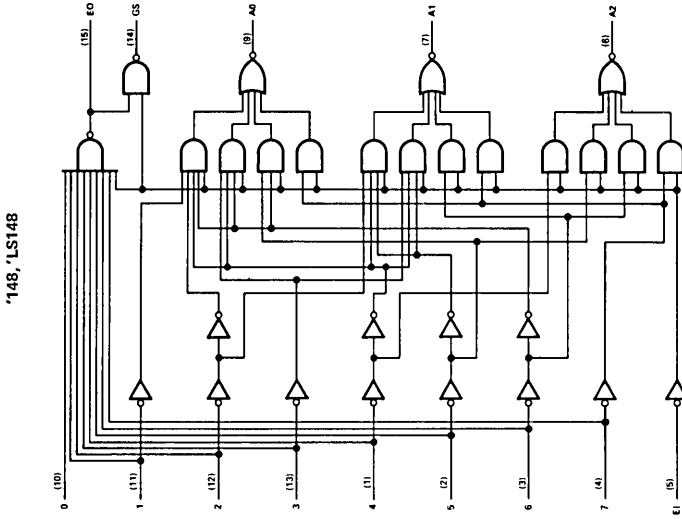 '148, 'LS148
(15) EO
(14) GS
(9) A0
(7) A1
(6) A2
0 (10)
1 (11)
2 (12)
3 (13)
4 (1)
5 (2)
6 (3)
7 (4)
EI (5)